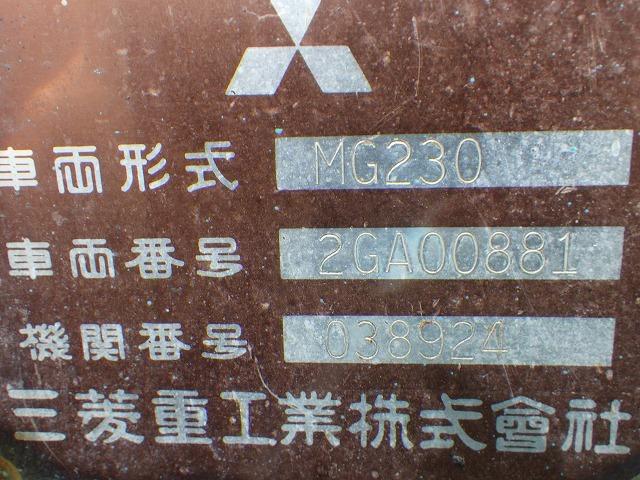 車両形式 MG230
車両番号 2GA00881
機関番号 038924
三菱重工業株式會社